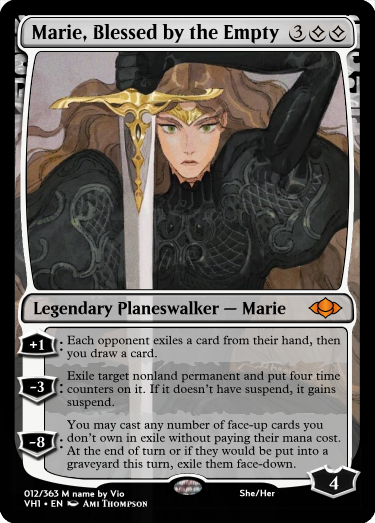 Marie, Blessed by the Empty 3
Legendary Planeswalker — Marie
+1: Each opponent exiles a card from their hand, then
you draw a card.
-3: Exile target nonland permanent and put four time
counters on it. If it doesn't have suspend, it gains
suspend.
-8: You may cast any number of face-up cards you
don't own in exile without paying their mana cost.
At the end of turn or if they would be put into a
graveyard this turn, exile them face-down.
4
012/363 M name by Vio She/Her
VH1 • EN Ami Thompson